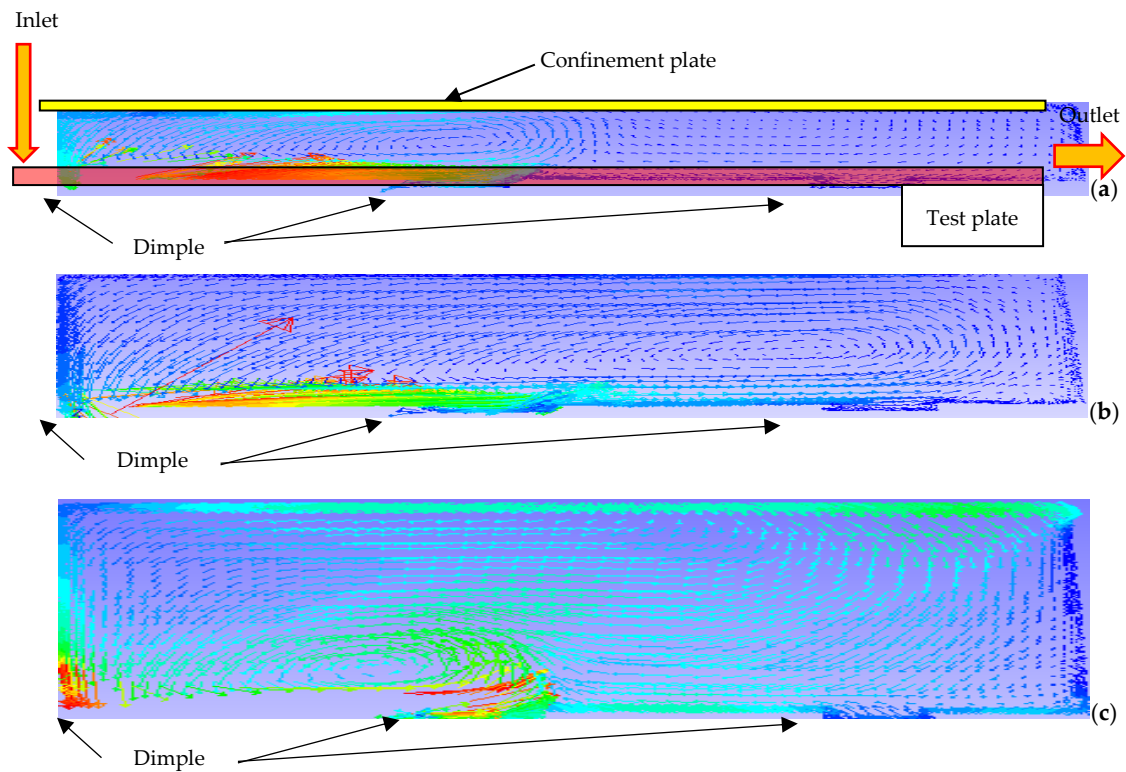 Inlet
Confinement plate
Outlet
(a)
Test plate
Dimple
(b)
Dimple
(c)
Dimple